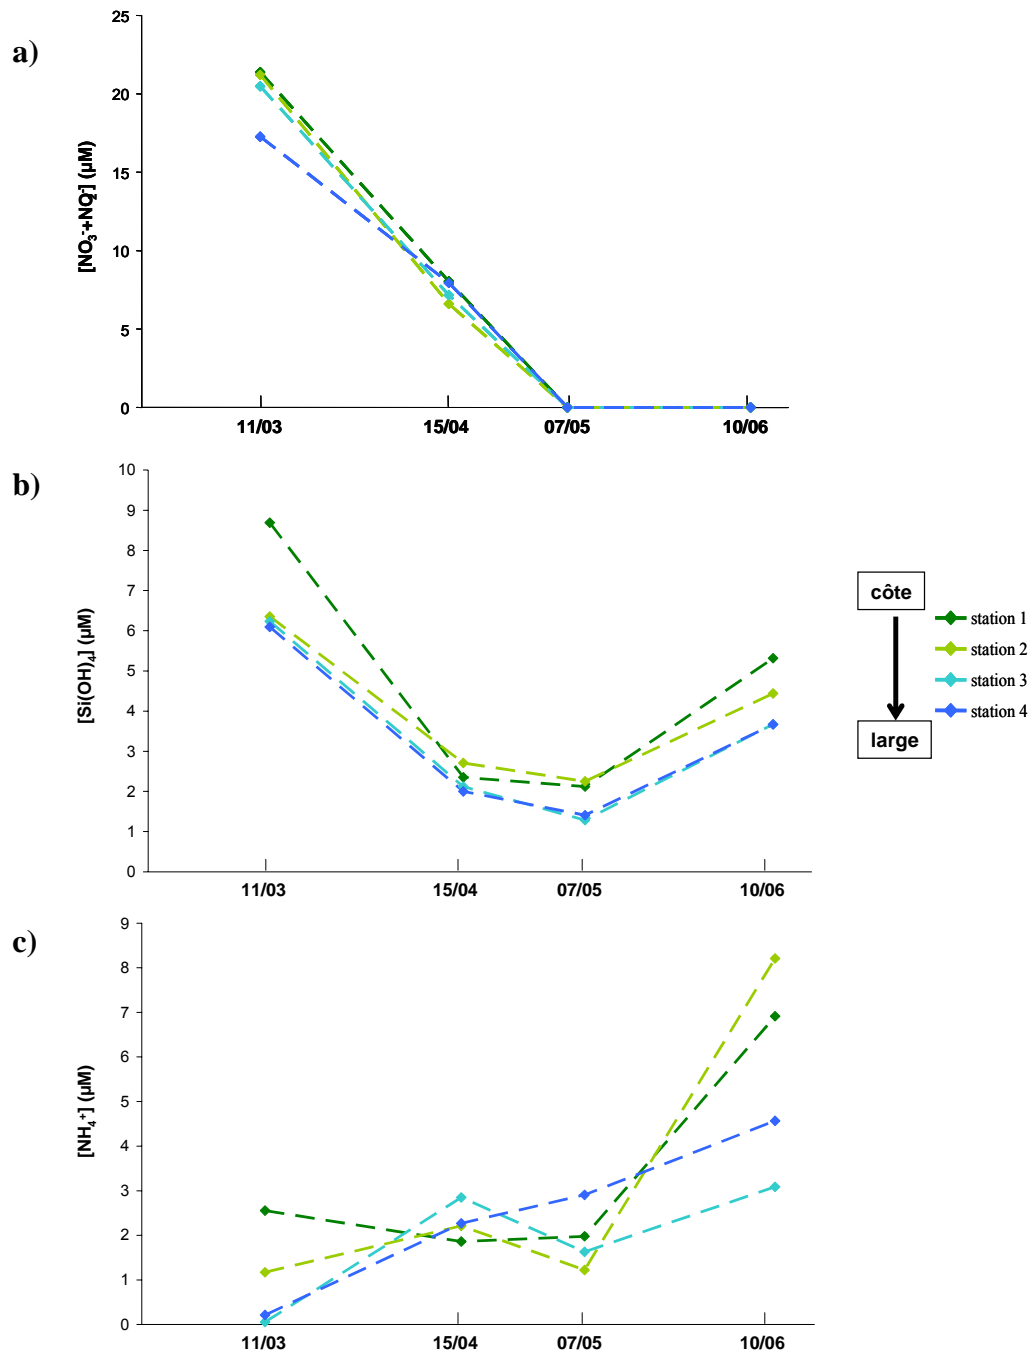 a)
[NO3-+NO2-] (µM)
25
20
15
10
5
0
11/03 15/04 07/05 10/06
b)
[Si(OH)4] (µM)
10
9
8
7
6
5
4
3
2
1
0
11/03 15/04 07/05 10/06
côte
large
station 1
station 2
station 3
station 4
c)
[NH4+] (µM)
9
8
7
6
5
4
3
2
1
0
11/03 15/04 07/05 10/06